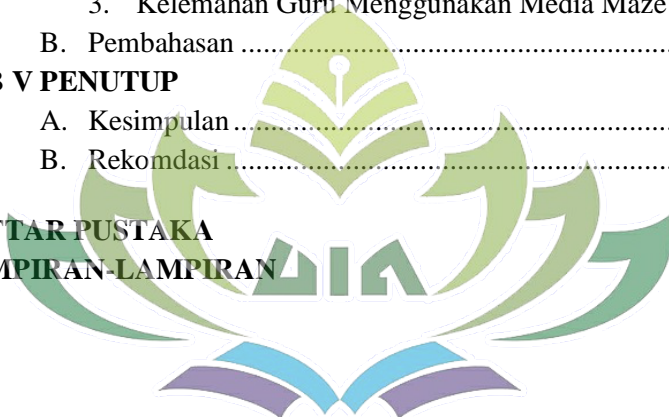 3. Kelemahan Guru Menggunakan Media Maze
B. Pembahasan ..........................................................
B V PENUTUP
A. Kesimpulan ...........................................................
B. Rekomdasi ............................................................
TAR PUSTAKA
MPIRAN-LAMPIRAN
UIN